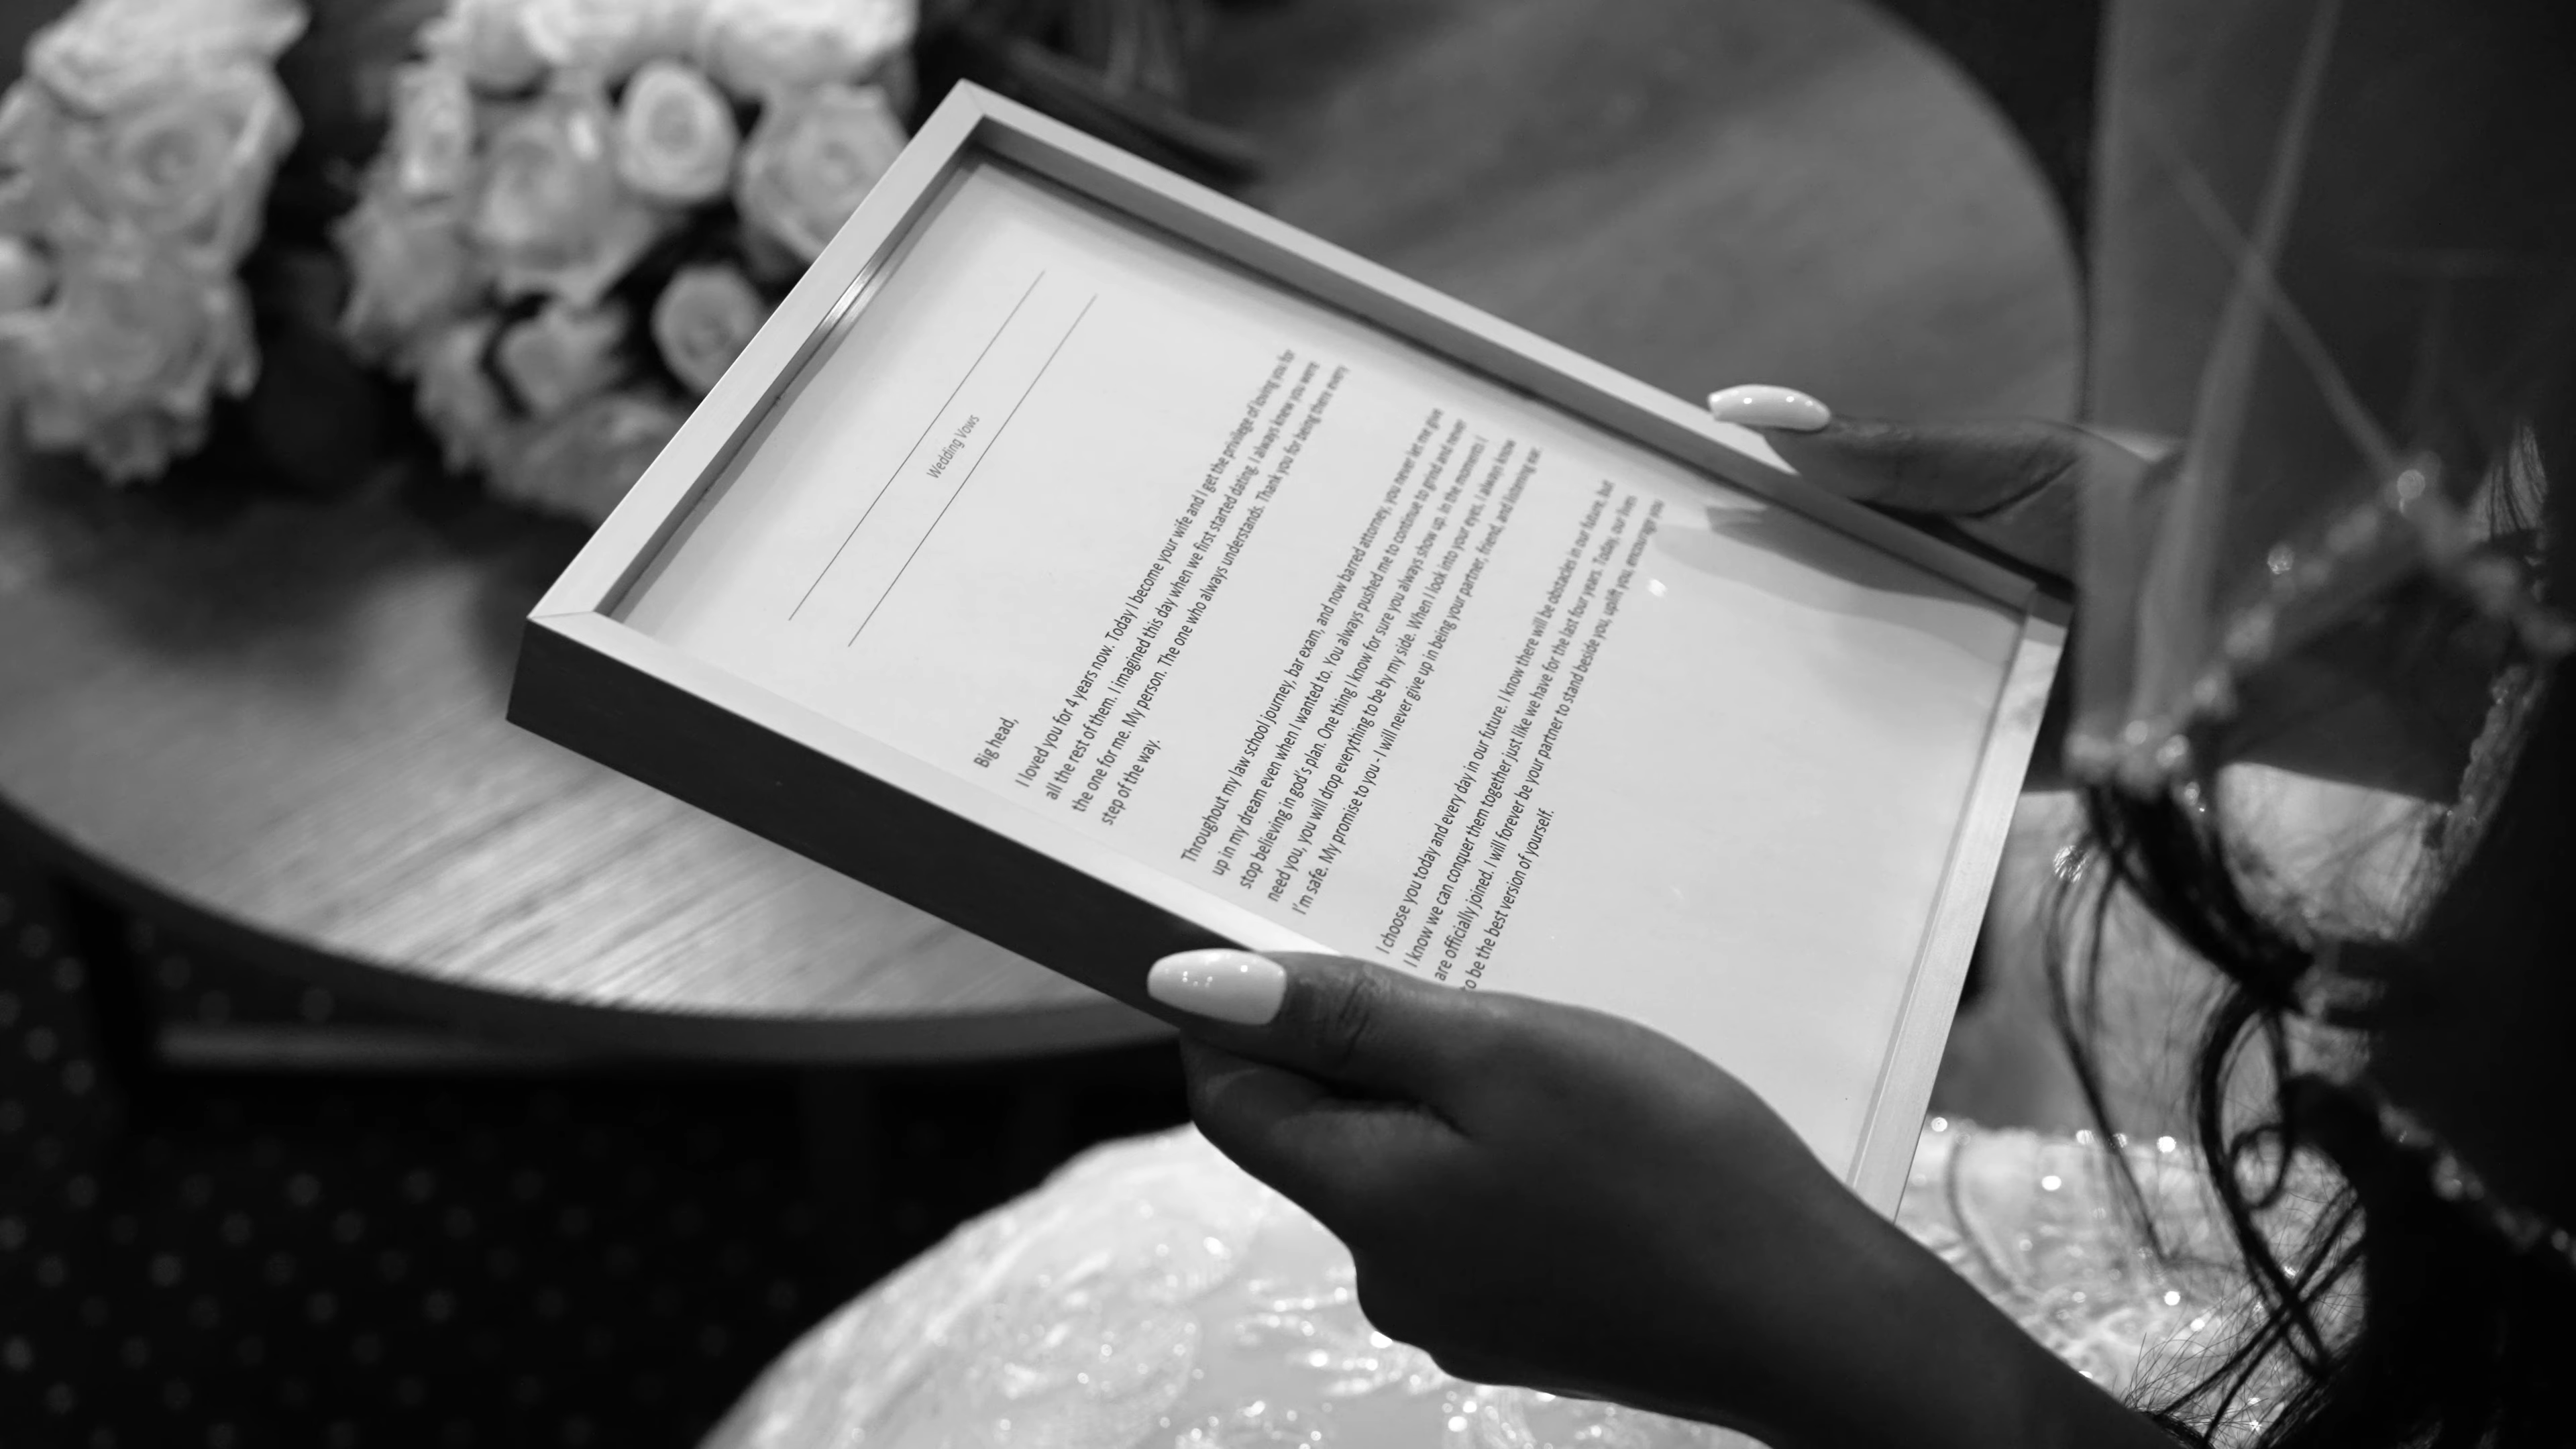 Wedding Vows
Big head,
I loved you for 4 years now. Today I become your wife and I get the privilege of loving you for
all the rest of them. I imagined this day when we first started dating. I always knew you were
the one for me. My person. The one who always understands. Thank you for being there every
step of the way.
Throughout my law school journey, bar exam, and now barred attorney, you never let me give
up in my dream even when I wanted to. You always pushed me to continue to grind and never
stop believing in god's plan. One thing I know for sure you always show up. In the moments I
need you, you will drop everything to be by my side. When I look into your eyes, I always know
I'm safe. My promise to you - I will never give up in being your partner, friend, and listening ear.
I choose you today and every day in our future. I know there will be obstacles in our future, but
I know we can conquer them together just like we have for the last four years. Today, our lives
are officially joined. I will forever be your partner to stand beside you, uplift you, encourage you
to be the best version of yourself.